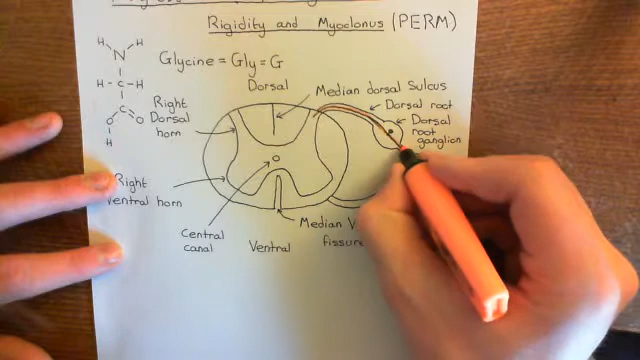 Rigidity and Myoclonus (PERM)
Glycine = Gly = G
H
H
N
H-C-H
C
O
O
H
Dorsal
Median dorsal Sulcus
Right
Dorsal
horn
Dorsal root
Dorsal
root
ganglion
Right
Ventral horn
Central
canal
Ventral
Median V
fissure